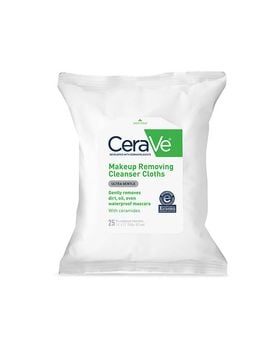 CeraVe
DEVELOPED WITH DERMATOLOGISTS
Makeup Removing
Cleanser Cloths
ULTRA GENTLE
Gently removes
dirt, oil, even
waterproof mascara
With ceramides
25